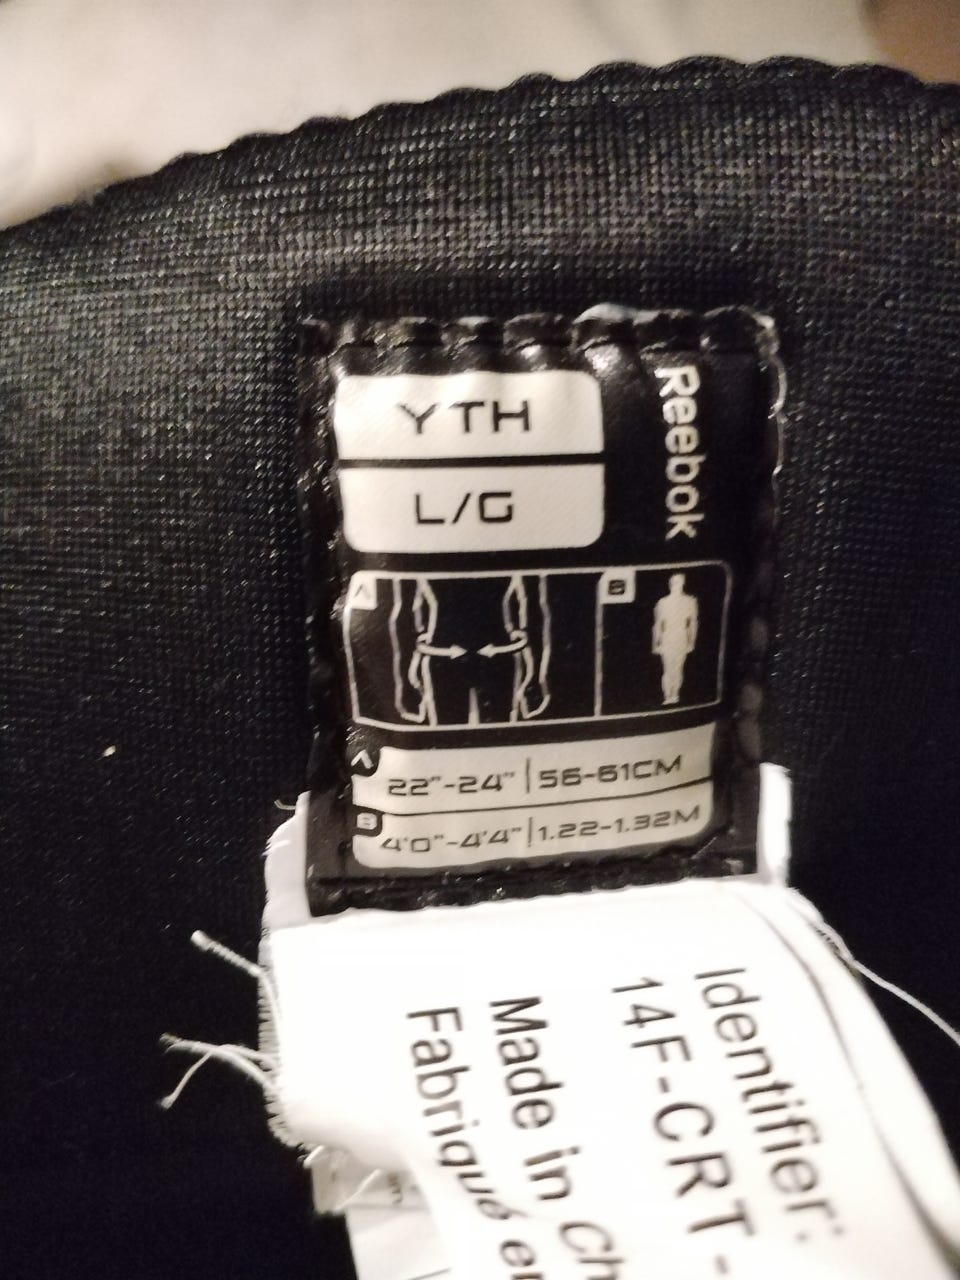 YTH
L/G
Reebok
A
B
A 22"-24" | 56-61CM
B 4'0"-4'4" | 1.22-1.32M
Identifier:
14F-CRT-
Made in Ch
Fabriqué en